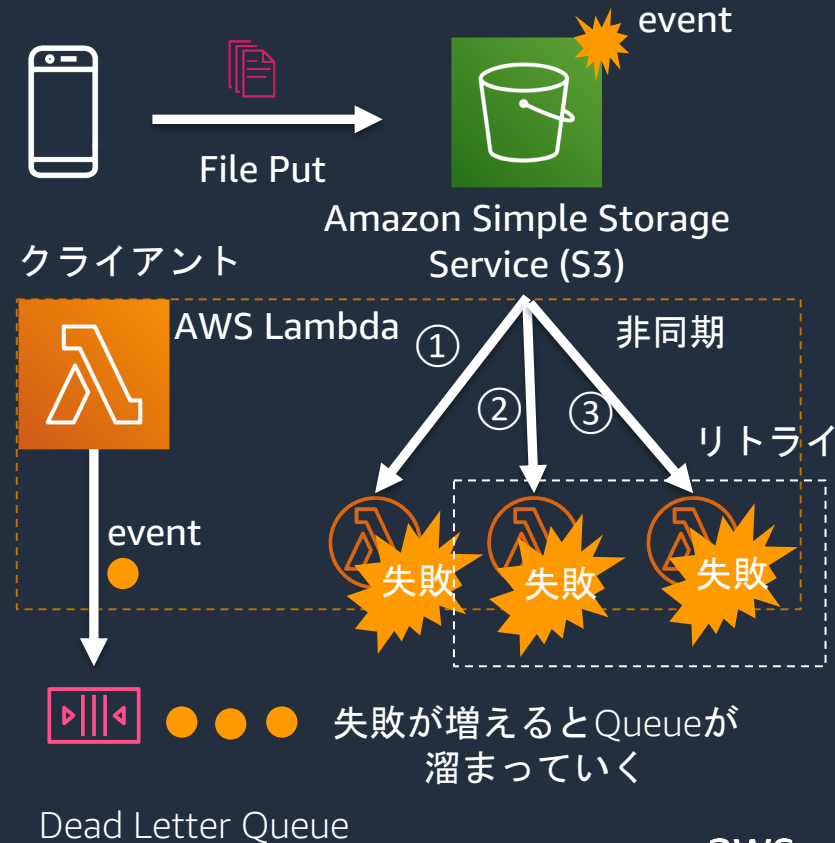 event
File Put
Amazon Simple Storage
Service (S3)
クライアント
AWS Lambda
①
非同期
②
③
リトライ
event
失敗
失敗
失敗
失敗が増えるとQueueが
溜まっていく
Dead Letter Queue
aws